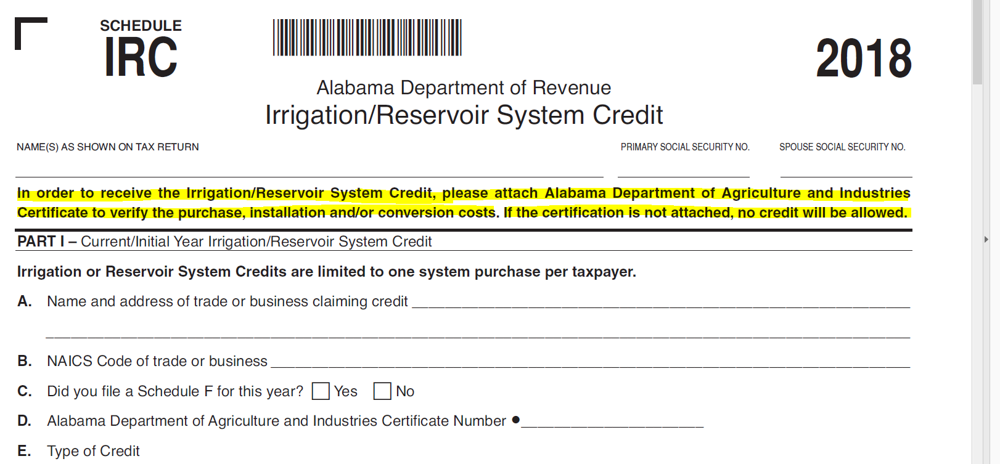 SCHEDULE
IRC
2018
Alabama Department of Revenue
Irrigation/Reservoir System Credit
NAME(S) AS SHOWN ON TAX RETURN PRIMARY SOCIAL SECURITY NO. SPOUSE SOCIAL SECURITY NO.
In order to receive the Irrigation/Reservoir System Credit, please attach Alabama Department of Agriculture and Industries
Certificate to verify the purchase, installation and/or conversion costs. If the certification is not attached, no credit will be allowed.
PART I – Current/Initial Year Irrigation/Reservoir System Credit
Irrigation or Reservoir System Credits are limited to one system purchase per taxpayer.
A. Name and address of trade or business claiming credit
B. NAICS Code of trade or business
C. Did you file a Schedule F for this year? Yes No
D. Alabama Department of Agriculture and Industries Certificate Number •
E. Type of Credit